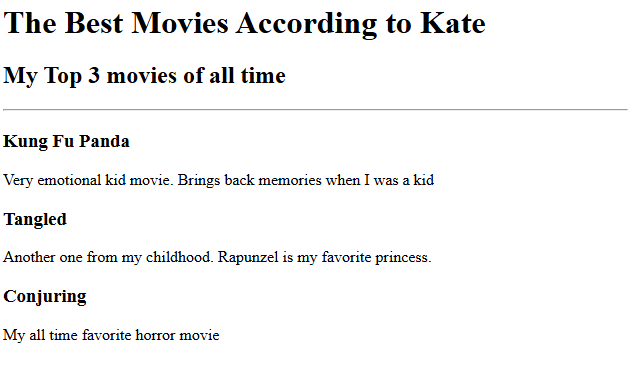 The Best Movies According to Kate
My Top 3 movies of all time
Kung Fu Panda
Very emotional kid movie. Brings back memories when I was a kid
Tangled
Another one from my childhood. Rapunzel is my favorite princess.
Conjuring
My all time favorite horror movie